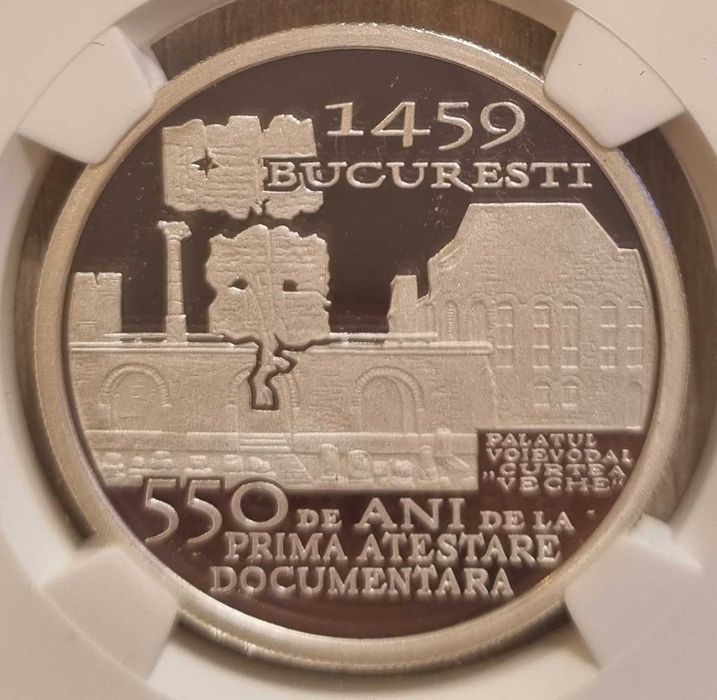 1459
BUCURESTI
PALATUL
VOIEVODAL
„CURTEA
VECHE“
550 DE ANI DE LA
PRIMA ATESTARE
DOCUMENTARA